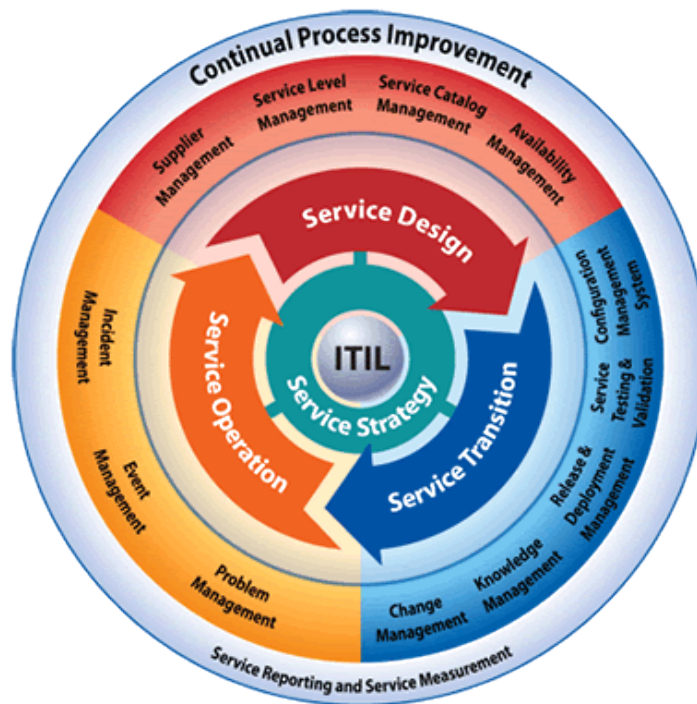 Continual Process Improvement
Supplier
Management
Service Level
Management
Service Catalog
Management
Availability
Management
Configuration
Management
System
Service
Testing &
Validation
Release &
Deployment
Management
Knowledge
Management
Change
Management
Problem
Management
Event
Management
Incident
Management
Service Design
Service Transition
Service Operation
Service Strategy
ITIL
Service Reporting and Service Measurement